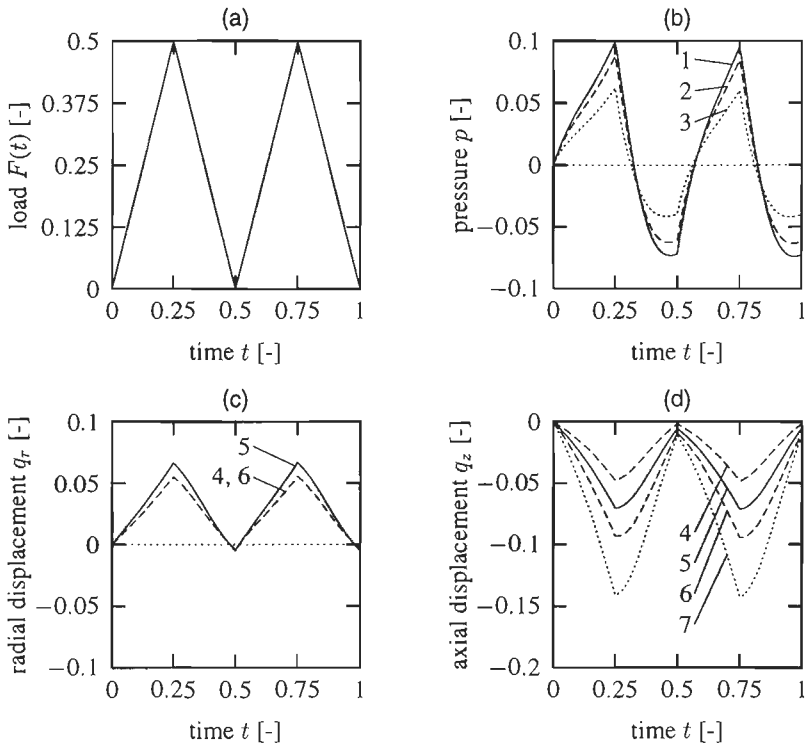 (a)
0.5
0.375
0.25
0.125
0
load F(t) [-]
0 0.25 0.5 0.75 1
time t [-]
(b)
0.1
0.05
0
−0.05
−0.1
pressure p [-]
1
2
3
0 0.25 0.5 0.75 1
time t [-]
(c)
0.1
0.05
0
−0.05
−0.1
radial displacement q_r [-]
5
4, 6
0 0.25 0.5 0.75 1
time t [-]
(d)
0
−0.05
−0.1
−0.15
−0.2
axial displacement q_z [-]
4
5
6
7
0 0.25 0.5 0.75 1
time t [-]